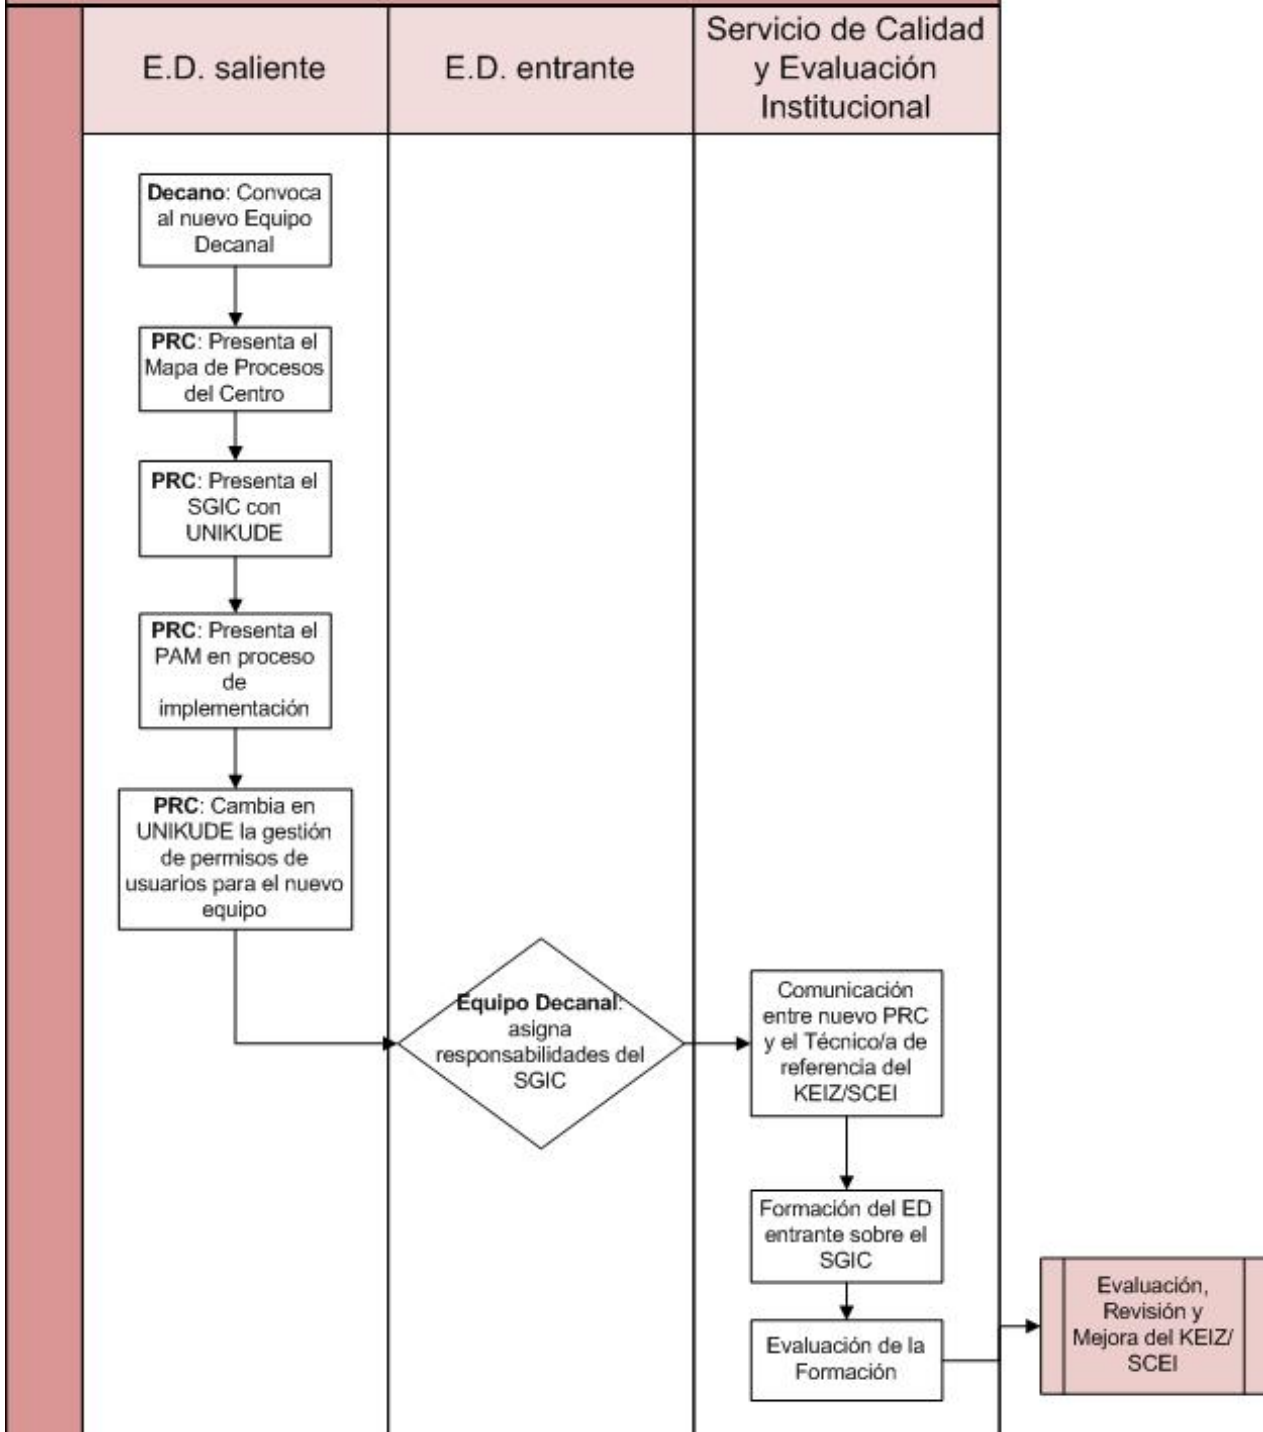 E.D. saliente
E.D. entrante
Servicio de Calidad
y Evaluación
Institucional
Decano: Convoca
al nuevo Equipo
Decanal
PRC: Presenta el
Mapa de Procesos
del Centro
PRC: Presenta el
SGIC con
UNIKUDE
PRC: Presenta el
PAM en proceso
de
implementación
PRC: Cambia en
UNIKUDE la gestión
de permisos de
usuarios para el nuevo
equipo
Equipo Decanal:
asigna
responsabilidades del
SGIC
Comunicación
entre nuevo PRC
y el Técnico/a de
referencia del
KEIZ/SCEI
Formación del ED
entrante sobre el
SGIC
Evaluación de la
Formación
Evaluación,
Revisión y
Mejora del KEIZ/
SCEI